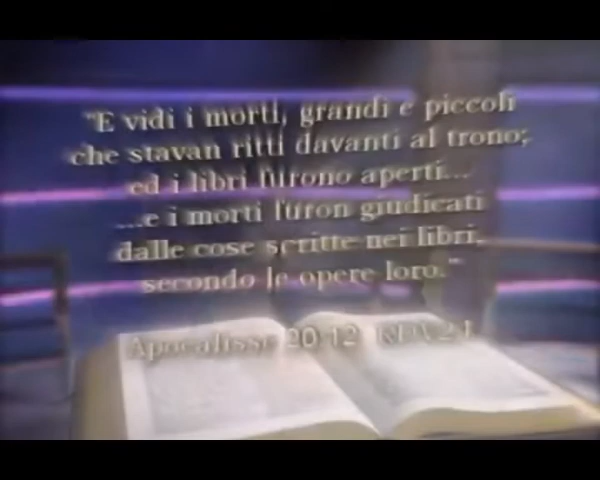 "E vidi i morti, grandi e piccoli
che stavan ritti davanti al trono;
ed i libri furono aperti...
...e i morti furon giudicati
dalle cose scritte nei libri,
secondo le opere loro."
Apocalisse 20:12